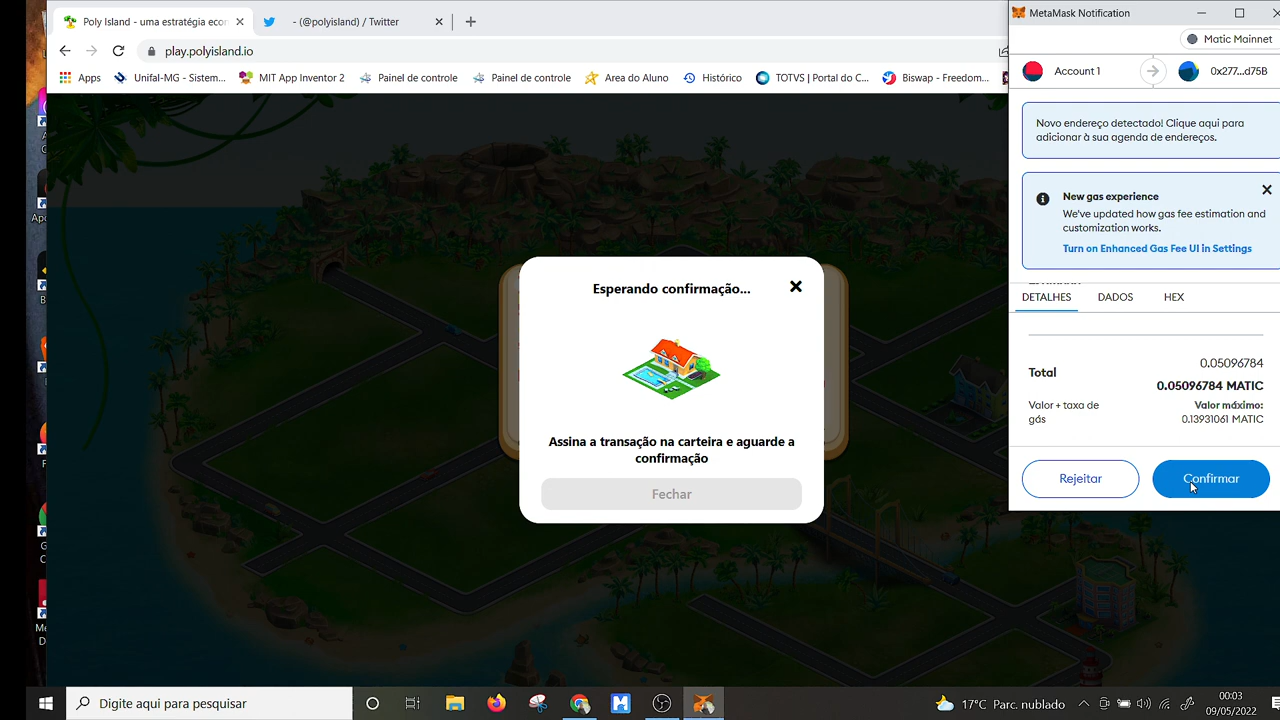 Poly Island - uma estratégia econ
- (@polyisland) / Twitter
play.polyisland.io
Apps
Unifal-MG - Sistem...
MIT App Inventor 2
Painel de controle
Painel de controle
Area do Aluno
Histórico
TOTVS | Portal do C...
Biswap - Freedom...
MetaMask Notification
Matic Mainnet
Account 1
0x277...d75B
Novo endereço detectado! Clique aqui para
adicionar à sua agenda de endereços.
New gas experience
We've updated how gas fee estimation and
customization works.
Turn on Enhanced Gas Fee UI in Settings
DETALHES
DADOS
HEX
0.05096784
Total
0.05096784 MATIC
Valor + taxa de
gás
Valor máximo:
0.13931061 MATIC
Rejeitar
Confirmar
Esperando confirmação...
Assina a transação na carteira e aguarde a
confirmação
Fechar
Digite aqui para pesquisar
17°C Parc. nublado
00:03
09/05/2022